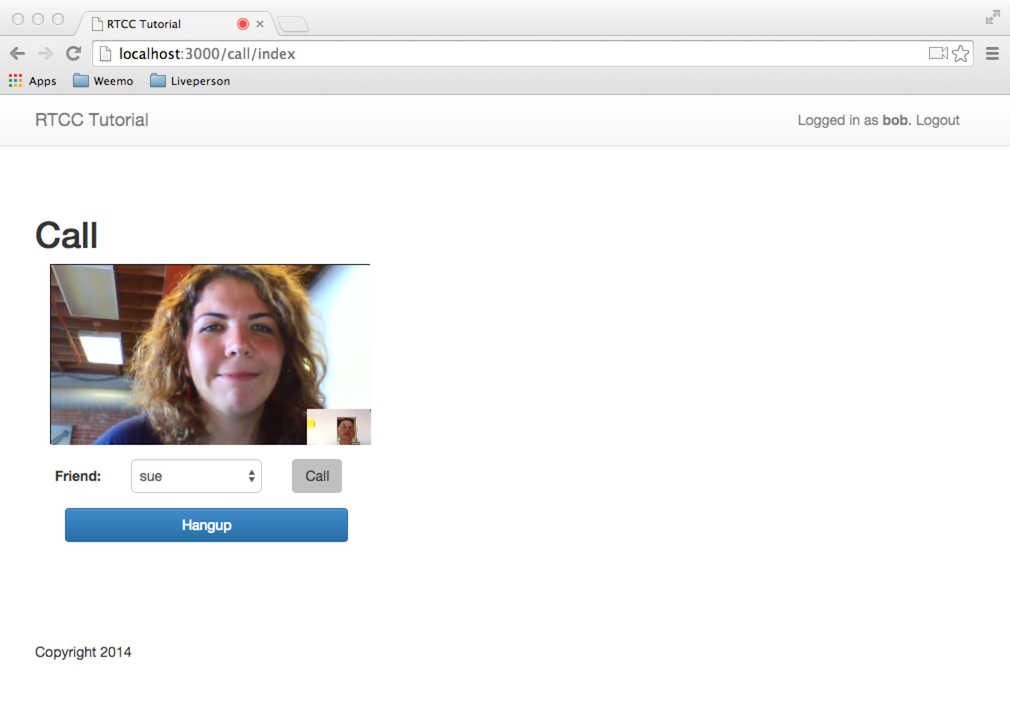 RTCC Tutorial
localhost:3000/call/index
Apps Weemo Liveperson
RTCC Tutorial Logged in as bob. Logout
Call
Friend: sue Call
Hangup
Copyright 2014